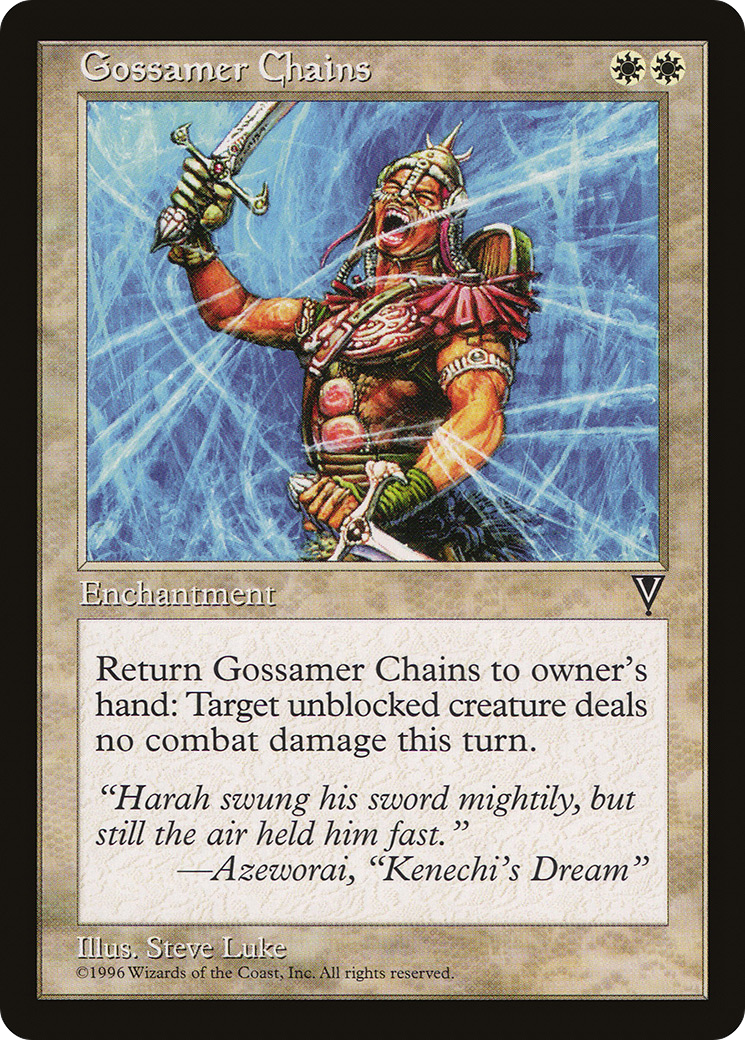 Gossamer Chains
Enchantment
V
Return Gossamer Chains to owner's
hand: Target unblocked creature deals
no combat damage this turn.
“Harah swung his sword mightily, but
still the air held him fast.”
—Azeworai, “Kenechi's Dream”
Illus. Steve Luke
©1996 Wizards of the Coast, Inc. All rights reserved.